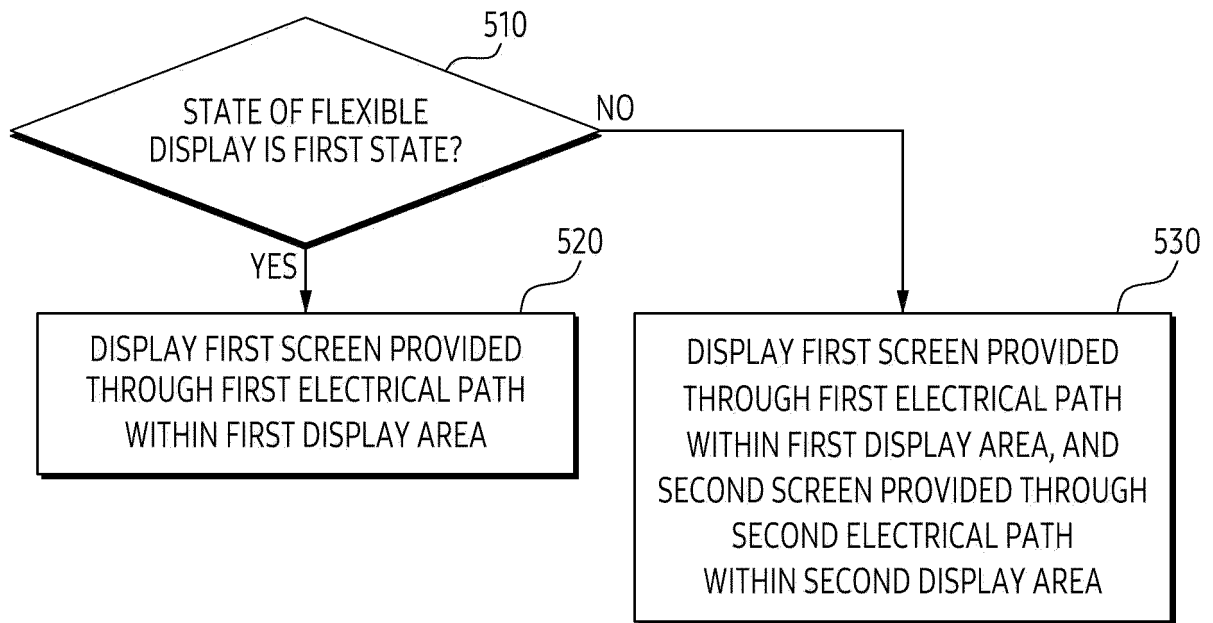 510
STATE OF FLEXIBLE
DISPLAY IS FIRST STATE?
NO
YES
520
DISPLAY FIRST SCREEN PROVIDED
THROUGH FIRST ELECTRICAL PATH
WITHIN FIRST DISPLAY AREA
530
DISPLAY FIRST SCREEN PROVIDED
THROUGH FIRST ELECTRICAL PATH
WITHIN FIRST DISPLAY AREA, AND
SECOND SCREEN PROVIDED THROUGH
SECOND ELECTRICAL PATH
WITHIN SECOND DISPLAY AREA